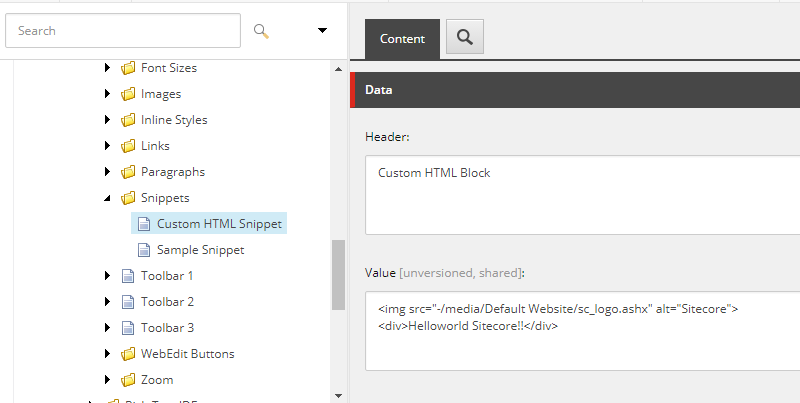 Search
Font Sizes
Images
Inline Styles
Links
Paragraphs
Snippets
Custom HTML Snippet
Sample Snippet
Toolbar 1
Toolbar 2
Toolbar 3
WebEdit Buttons
Zoom
Content
Data
Header:
Custom HTML Block
Value [unversioned, shared]:
<img src="-/media/Default Website/sc_logo.ashx" alt="Sitecore">
<div>Helloworld Sitecore!!</div>